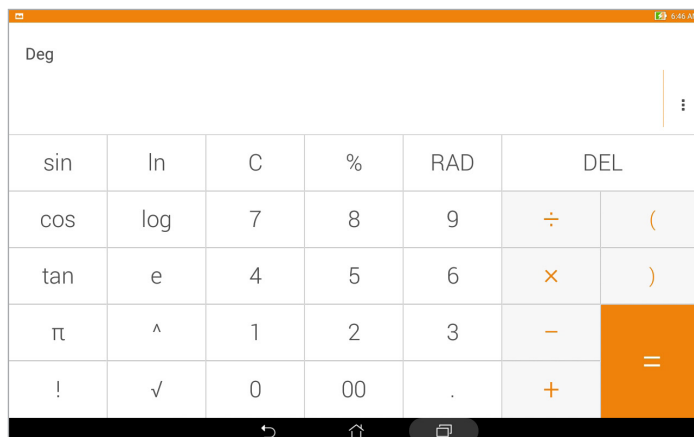 6:46 AM
Deg
sin ln C % RAD DEL
cos log 7 8 9 ÷ (
tan e 4 5 6 × )
π ^ 1 2 3 −
=
! √ 0 00 . +